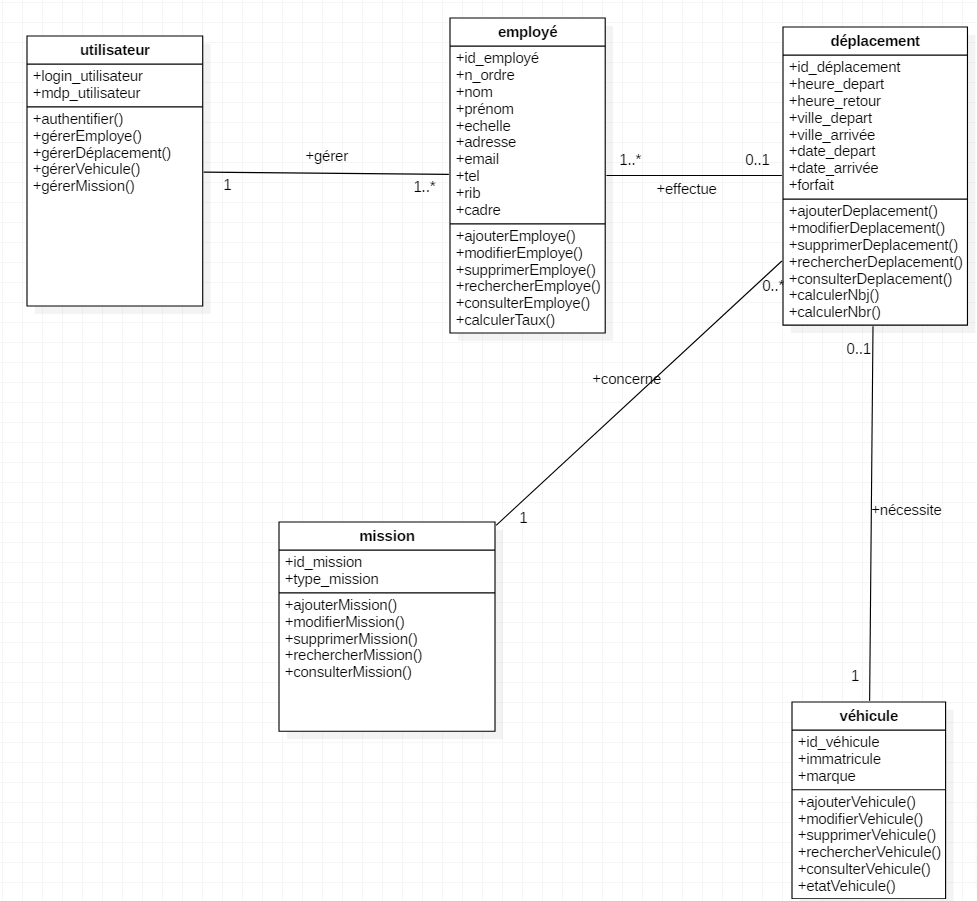 utilisateur
+login_utilisateur
+mdp_utilisateur
+authentifier()
+gérerEmploye()
+gérerDéplacement()
+gérerVehicule()
+gérerMission()
+gérer
1
1..*
employé
+id_employé
+n_ordre
+nom
+prénom
+echelle
+adresse
+email
+tel
+rib
+cadre
+ajouterEmploye()
+modifierEmploye()
+supprimerEmploye()
+rechercherEmploye()
+consulterEmploye()
+calculerTaux()
1..*
0..1
+effectue
déplacement
+id_déplacement
+heure_depart
+heure_retour
+ville_depart
+ville_arrivée
+date_depart
+date_arrivée
+forfait
+ajouterDeplacement()
+modifierDeplacement()
+supprimerDeplacement()
+rechercherDeplacement()
+consulterDeplacement()
+calculerNbj()
+calculerNbr()
0..*
+concerne
1
0..1
+nécessite
1
mission
+id_mission
+type_mission
+ajouterMission()
+modifierMission()
+supprimerMission()
+rechercherMission()
+consulterMission()
véhicule
+id_véhicule
+immatricule
+marque
+ajouterVehicule()
+modifierVehicule()
+supprimerVehicule()
+rechercherVehicule()
+consulterVehicule()
+etatVehicule()